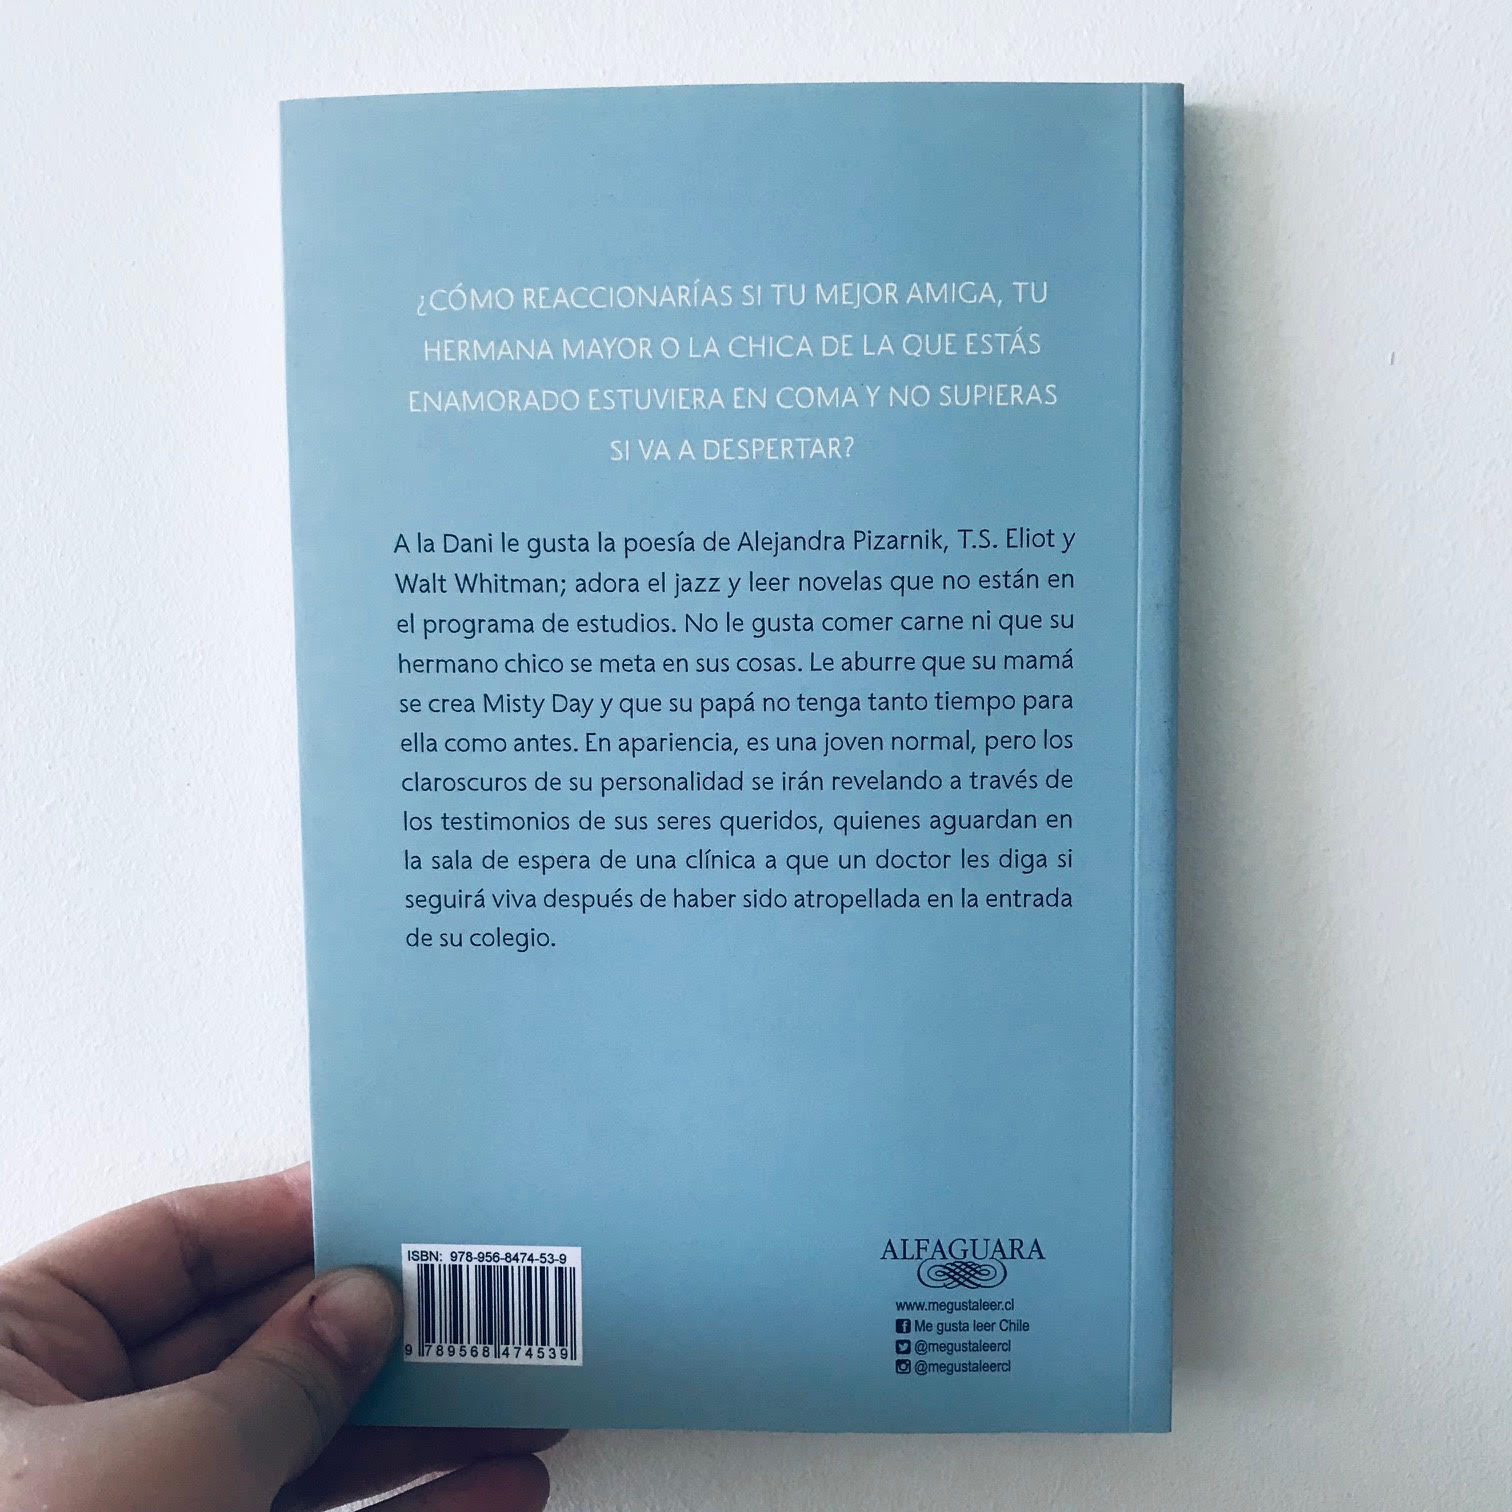 ¿CÓMO REACCIONARÍAS SI TU MEJOR AMIGA, TU
HERMANA MAYOR O LA CHICA DE LA QUE ESTÁS
ENAMORADO ESTUVIERA EN COMA Y NO SUPIERAS
SI VA A DESPERTAR?
A la Dani le gusta la poesía de Alejandra Pizarnik, T.S. Eliot y
Walt Whitman; adora el jazz y leer novelas que no están en
el programa de estudios. No le gusta comer carne ni que su
hermano chico se meta en sus cosas. Le aburre que su mamá
se crea Misty Day y que su papá no tenga tanto tiempo para
ella como antes. En apariencia, es una joven normal, pero los
claroscuros de su personalidad se irán revelando a través de
los testimonios de sus seres queridos, quienes aguardan en
la sala de espera de una clínica a que un doctor les diga si
seguirá viva después de haber sido atropellada en la entrada
de su colegio.
ISBN: 978-956-8474-53-9
9 789568 474539
ALFAGUARA
www.megustaleer.cl
Me gusta leer Chile
@megustaleercl
@megustaleercl